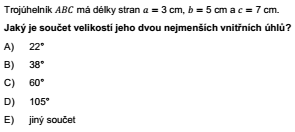 Trojúhelník ABC má délky stran a = 3 cm, b = 5 cm a c = 7 cm.
Jaký je součet velikostí jeho dvou nejmenších vnitřních úhlů?
A) 22°
B) 38°
C) 60°
D) 105°
E) jiný součet